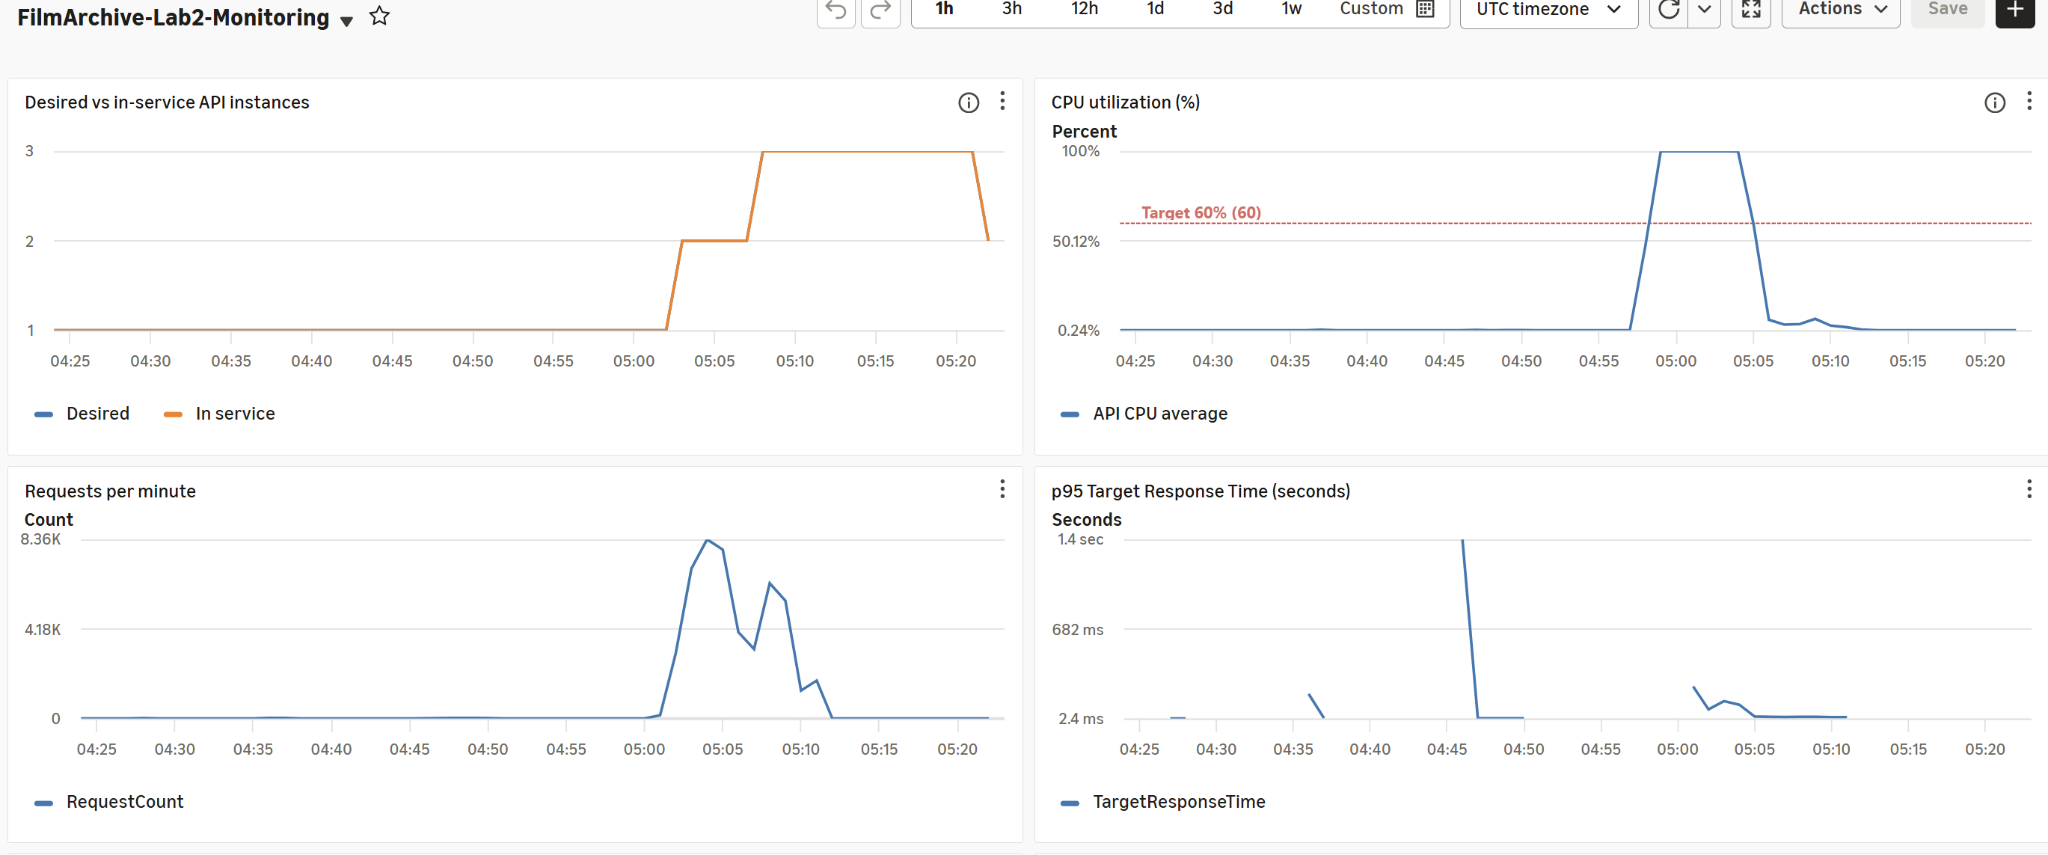 FilmArchive-Lab2-Monitoring
1h 3h 12h 1d 3d 1w Custom UTC timezone Actions Save
Desired vs in-service API instances
3
2
1
04:25 04:30 04:35 04:40 04:45 04:50 04:55 05:00 05:05 05:10 05:15 05:20
Desired In service
CPU utilization (%)
Percent
100%
Target 60% (60)
50.12%
0.24%
04:25 04:30 04:35 04:40 04:45 04:50 04:55 05:00 05:05 05:10 05:15 05:20
API CPU average
Requests per minute
Count
8.36K
4.18K
0
04:25 04:30 04:35 04:40 04:45 04:50 04:55 05:00 05:05 05:10 05:15 05:20
RequestCount
p95 Target Response Time (seconds)
Seconds
1.4 sec
682 ms
2.4 ms
04:25 04:30 04:35 04:40 04:45 04:50 04:55 05:00 05:05 05:10 05:15 05:20
TargetResponseTime